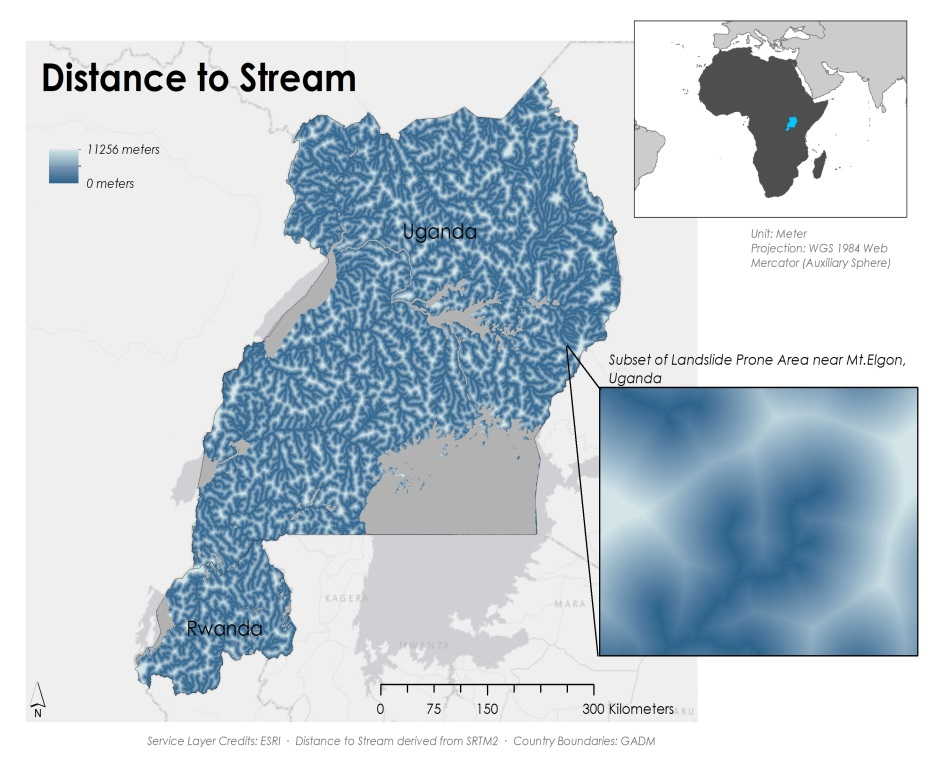 Distance to Stream
11256 meters
0 meters
Uganda
Unit: Meter
Projection: WGS 1984 Web
Mercator (Auxiliary Sphere)
Subset of Landslide Prone Area near Mt.Elgon,
Uganda
KAGERA
MARA
Rwanda
MWANZA
N
0 75 150 300 Kilometers
Service Layer Credits: ESRI · Distance to Stream derived from SRTM2 · Country Boundaries: GADM